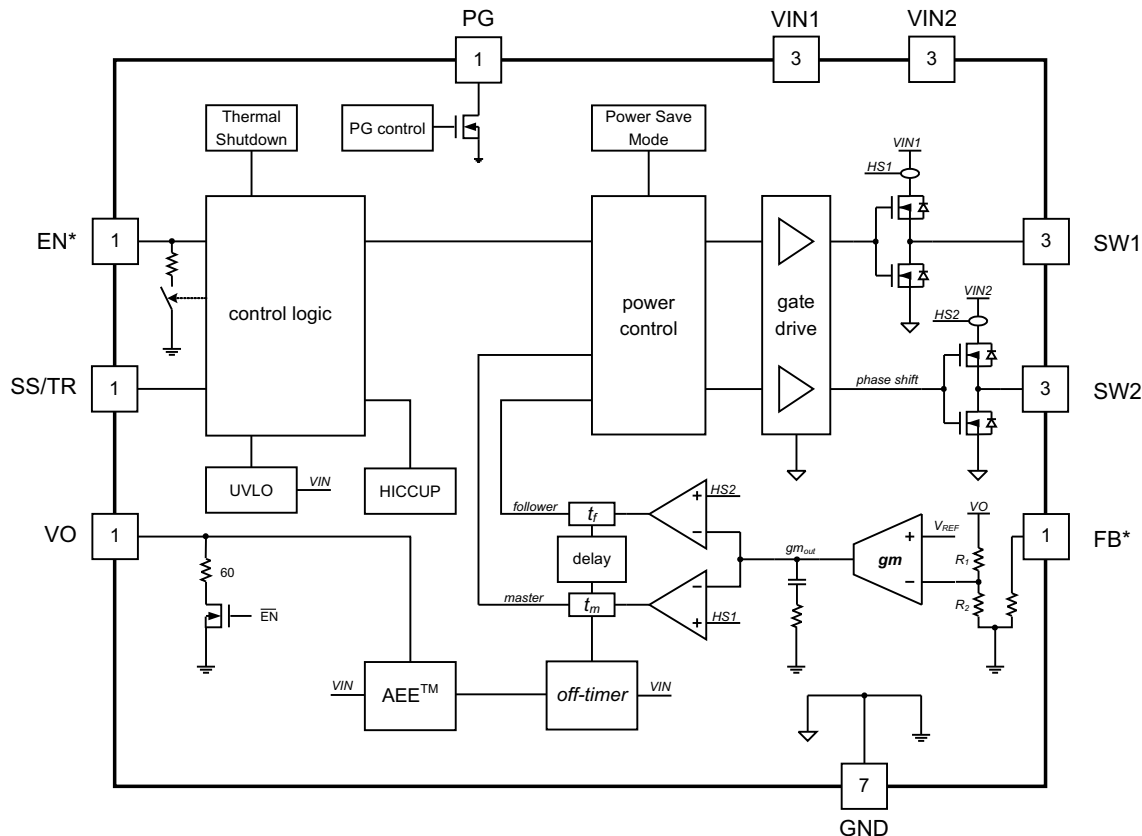 PG
VIN1
VIN2
1
3
3
Thermal
Shutdown
PG control
Power Save
Mode
VIN1
HS1
EN*
1
3
SW1
control logic
power
control
gate
drive
VIN2
HS2
SS/TR
1
phase shift
3
SW2
UVLO
VIN
HICCUP
HS2
follower
tf
VO
1
60
EN
delay
gmout
gm
VREF
VO
R1
R2
1
FB*
master
tm
HS1
VIN
AEE™
off-timer
VIN
7
GND